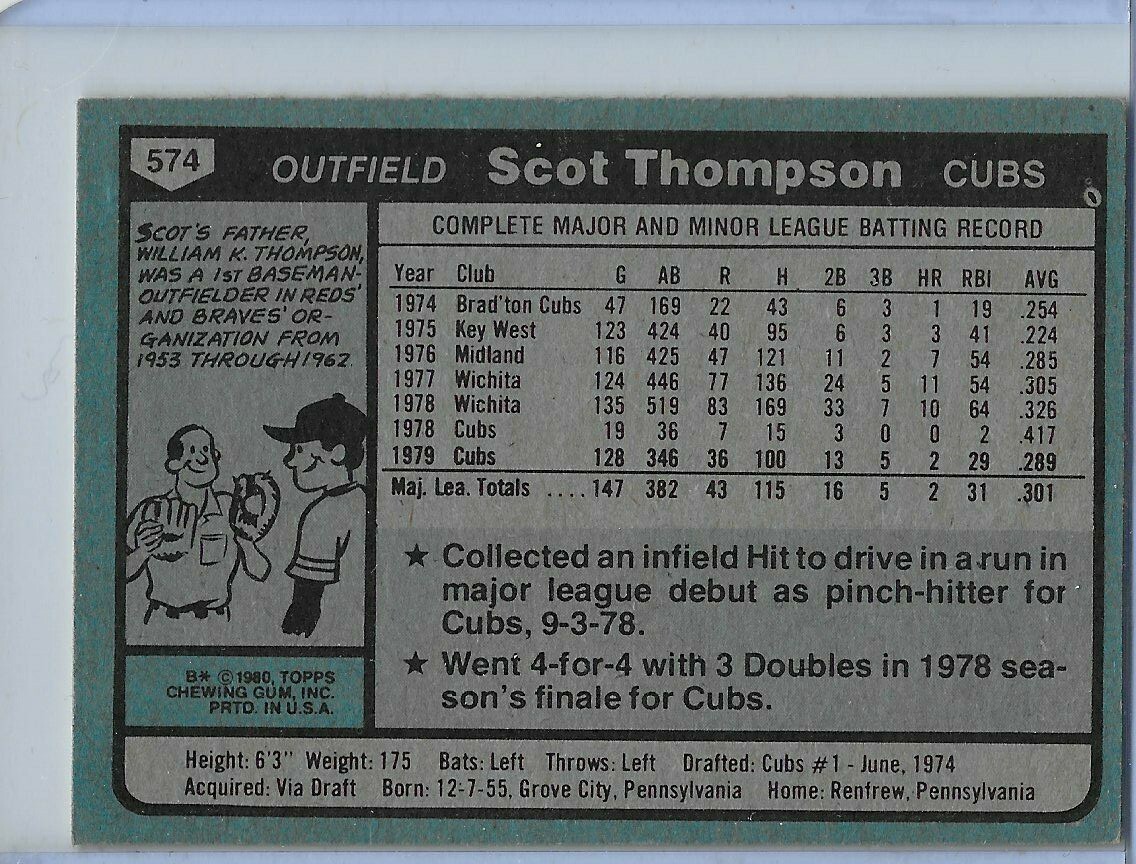 574 OUTFIELD Scot Thompson CUBS
SCOT'S FATHER,
WILLIAM K. THOMPSON,
WAS A 1ST BASEMAN-
OUTFIELDER IN REDS'
AND BRAVES' OR-
GANIZATION FROM
1953 THROUGH 1962.
B* © 1980, TOPPS
CHEWING GUM, INC.
PRTD. IN U.S.A.
COMPLETE MAJOR AND MINOR LEAGUE BATTING RECORD
Year Club G AB R H 2B 3B HR RBI AVG
1974 Brad'ton Cubs 47 169 22 43 6 3 1 19 .254
1975 Key West 123 424 40 95 6 3 3 41 .224
1976 Midland 116 425 47 121 11 2 7 54 .285
1977 Wichita 124 446 77 136 24 5 11 54 .305
1978 Wichita 135 519 83 169 33 7 10 64 .326
1978 Cubs 19 36 7 15 3 0 0 2 .417
1979 Cubs 128 346 36 100 13 5 2 29 .289
Maj. Lea. Totals ....147 382 43 115 16 5 2 31 .301
★ Collected an infield Hit to drive in a run in
major league debut as pinch-hitter for
Cubs, 9-3-78.
★ Went 4-for-4 with 3 Doubles in 1978 sea-
son's finale for Cubs.
Height: 6'3" Weight: 175 Bats: Left Throws: Left Drafted: Cubs #1 - June, 1974
Acquired: Via Draft Born: 12-7-55, Grove City, Pennsylvania Home: Renfrew, Pennsylvania